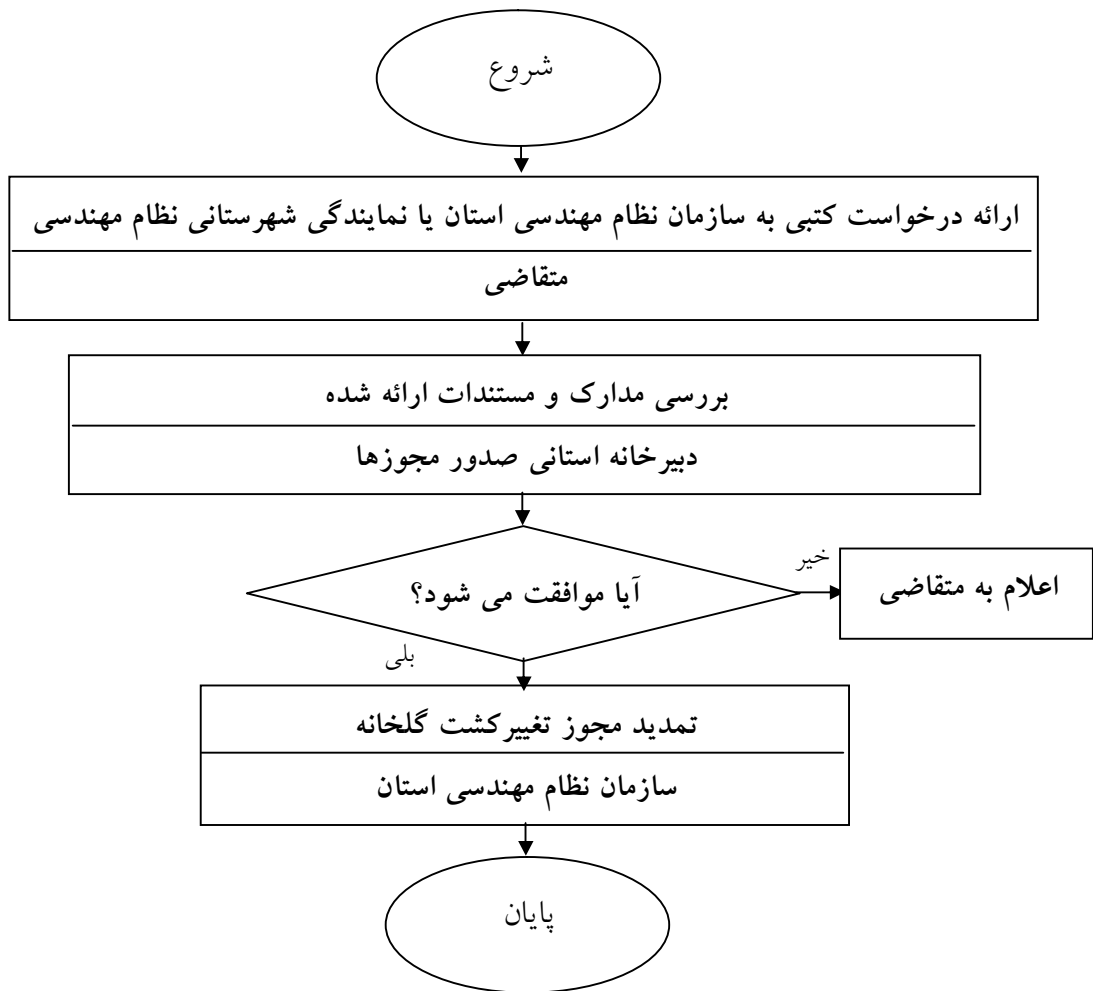 شروع
ارائه درخواست کتبی به سازمان نظام مهندسی استان یا نمایندگی شهرستانی نظام مهندسی
متقاضی
بررسی مدارک و مستندات ارائه شده
دبیرخانه استانی صدور مجوزها
آیا موافقت می شود؟
خیر
اعلام به متقاضی
بلی
تمدید مجوز تغییرکشت گلخانه
سازمان نظام مهندسی استان
پایان